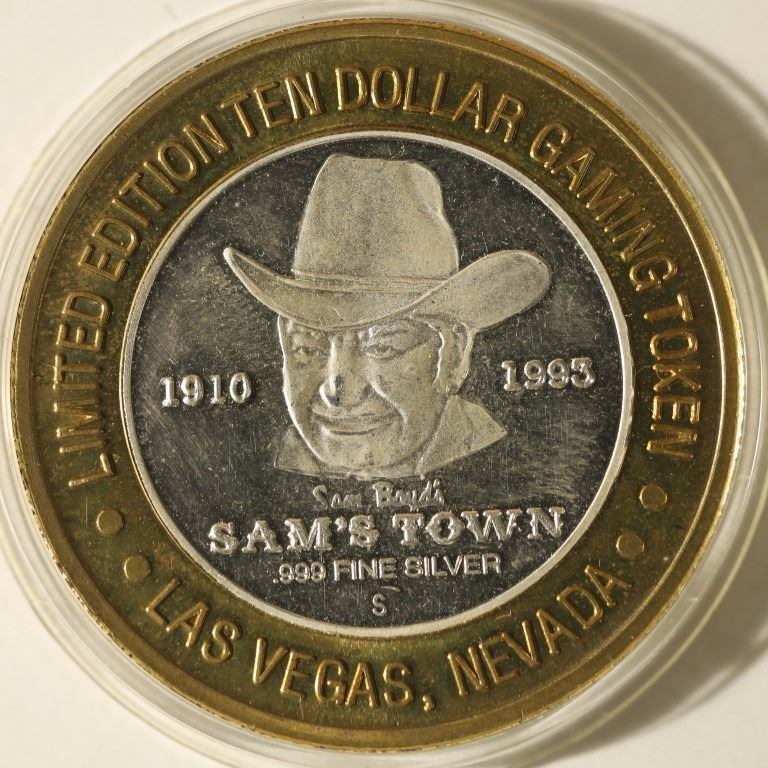 LIMITED EDITION TEN DOLLAR GAMING TOKEN
1910 1993
Sam Boyd's
SAM'S TOWN
.999 FINE SILVER
S
LAS VEGAS, NEVADA